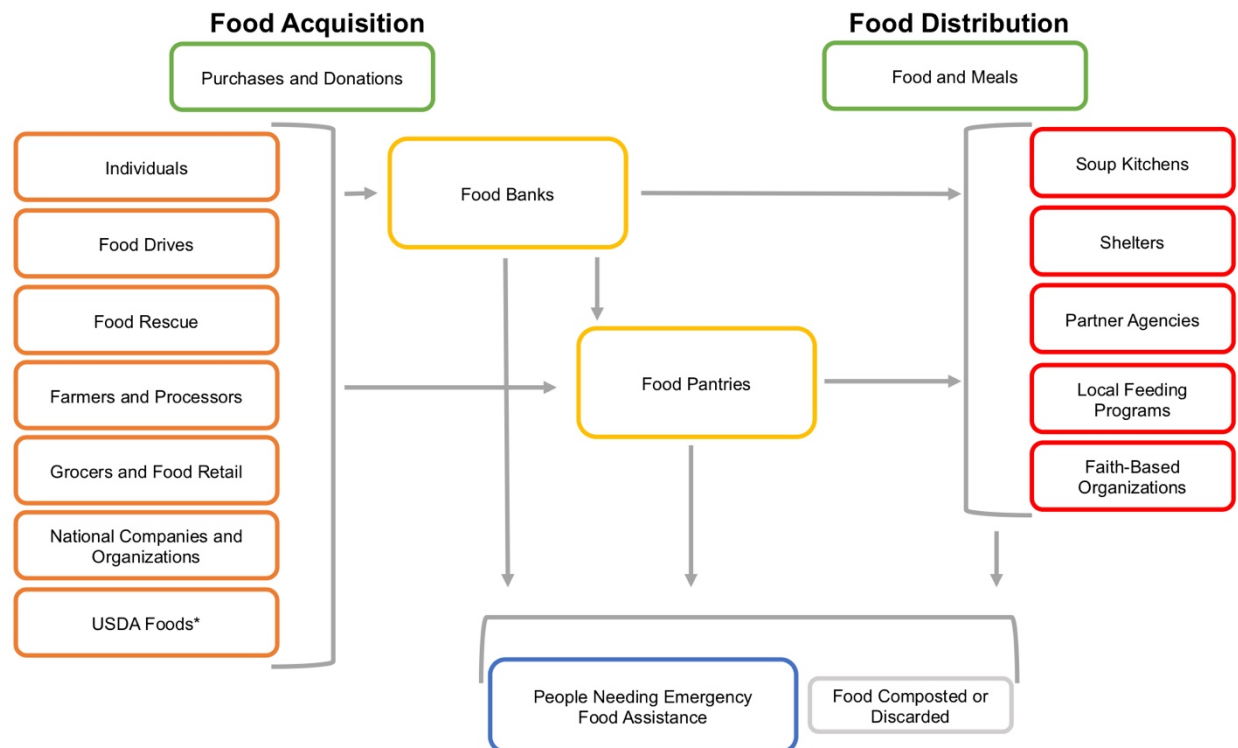 Food Acquisition
Food Distribution
Purchases and Donations
Food and Meals
Individuals
Food Drives
Food Rescue
Farmers and Processors
Grocers and Food Retail
National Companies and
Organizations
USDA Foods*
Food Banks
Food Pantries
Soup Kitchens
Shelters
Partner Agencies
Local Feeding
Programs
Faith-Based
Organizations
People Needing Emergency
Food Assistance
Food Composted or
Discarded